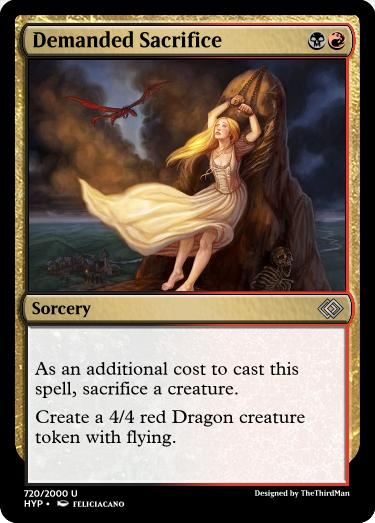 Demanded Sacrifice
Sorcery
As an additional cost to cast this
spell, sacrifice a creature.
Create a 4/4 red Dragon creature
token with flying.
720/2000 U
Designed by TheThirdMan
HYP • FELICIACANO